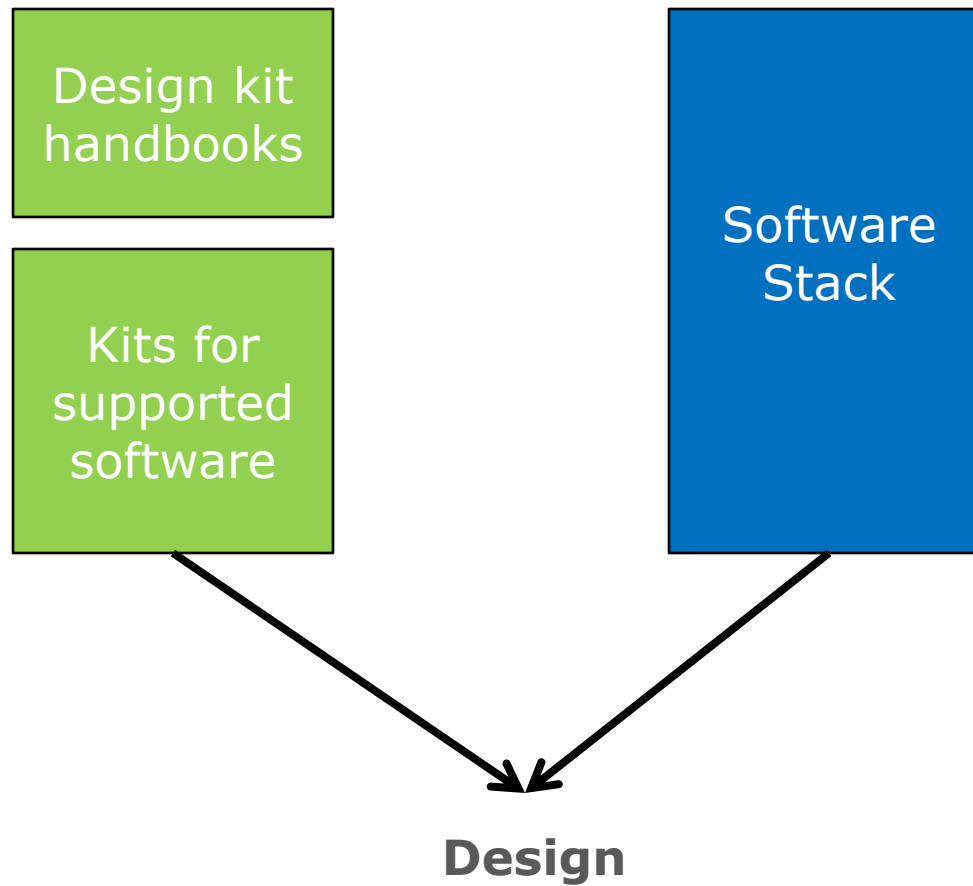 Design kit
handbooks
Kits for
supported
software
Software
Stack
Design